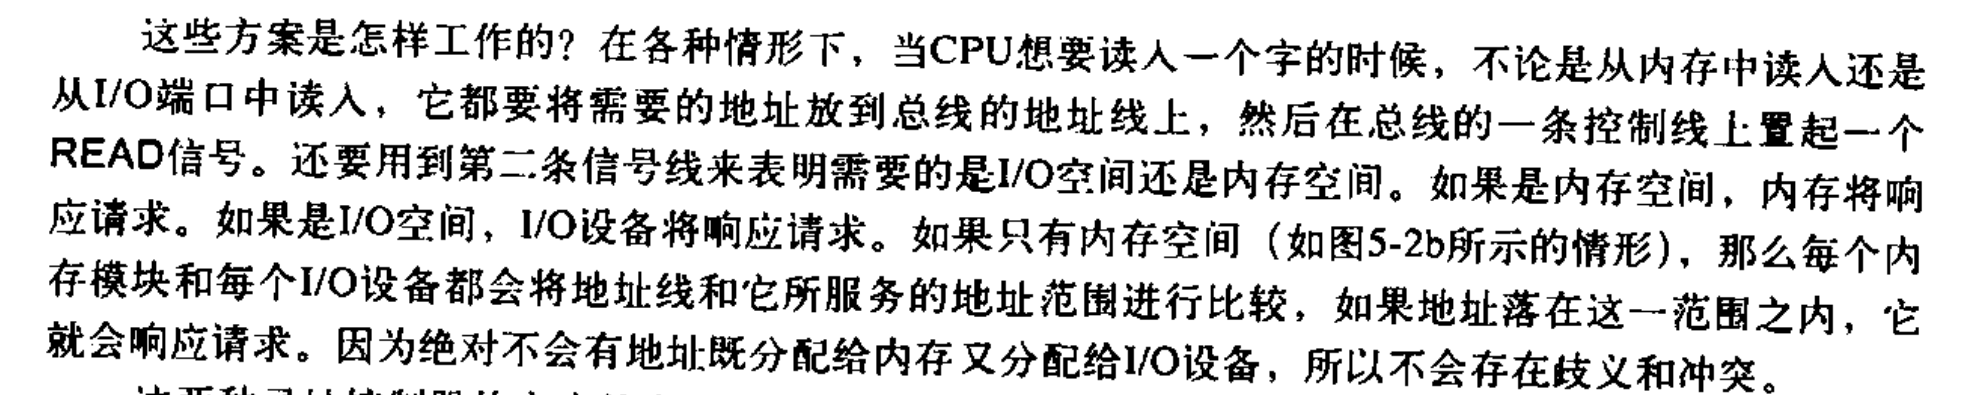 这些方案是怎样工作的？在各种情形下，当CPU想要读入一个字的时候，不论是从内存中读入还是
从I/O端口中读入，它都要将需要的地址放到总线的地址线上，然后在总线的一条控制线上置起一个
READ信号。还要用到第二条信号线来表明需要的是I/O空间还是内存空间。如果是内存空间，内存将响
应请求。如果是I/O空间，I/O设备将响应请求。如果只有内存空间（如图5-2b所示的情形），那么每个内
存模块和每个I/O设备都会将地址线和它所服务的地址范围进行比较，如果地址落在这一范围之内，它
就会响应请求。因为绝对不会有地址既分配给内存又分配给I/O设备，所以不会存在歧义和冲突。